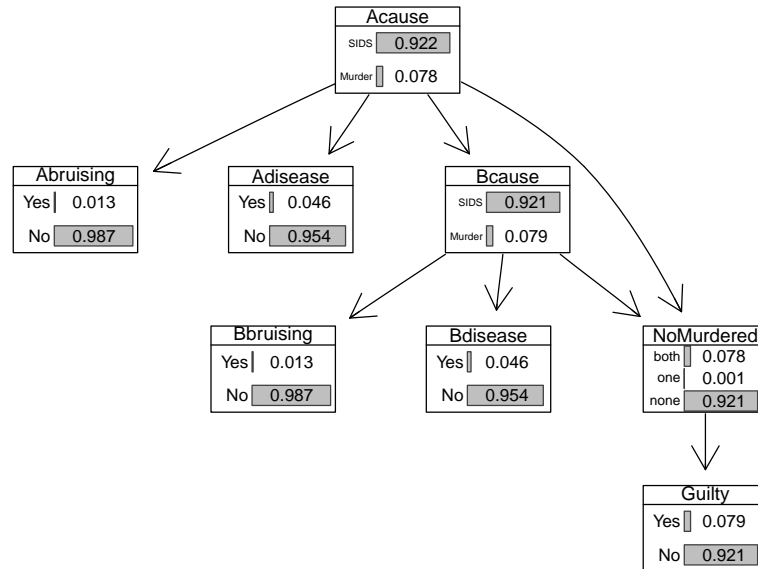 Acause
SIDS 0.922
Murder 0.078
Abruising
Yes 0.013
No 0.987
Adisease
Yes 0.046
No 0.954
Bcause
SIDS 0.921
Murder 0.079
Bbruising
Yes 0.013
No 0.987
Bdisease
Yes 0.046
No 0.954
NoMurdered
both 0.078
one 0.001
none 0.921
Guilty
Yes 0.079
No 0.921